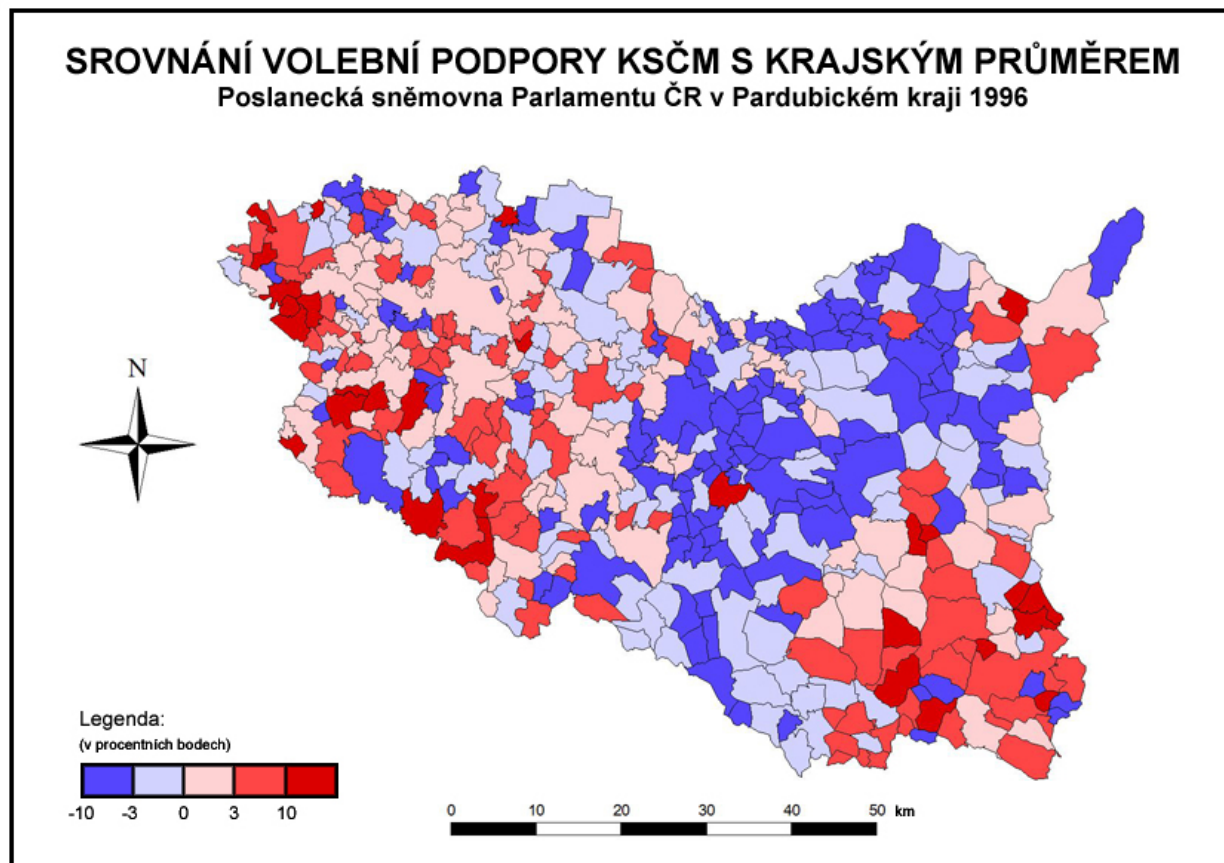 SROVNÁNÍ VOLEBNÍ PODPORY KSČM S KRAJSKÝM PRŮMĚREM
Poslanecká sněmovna Parlamentu ČR v Pardubickém kraji 1996
N
Legenda:
(v procentních bodech)
-10 -3 0 3 10
0 10 20 30 40 50 km